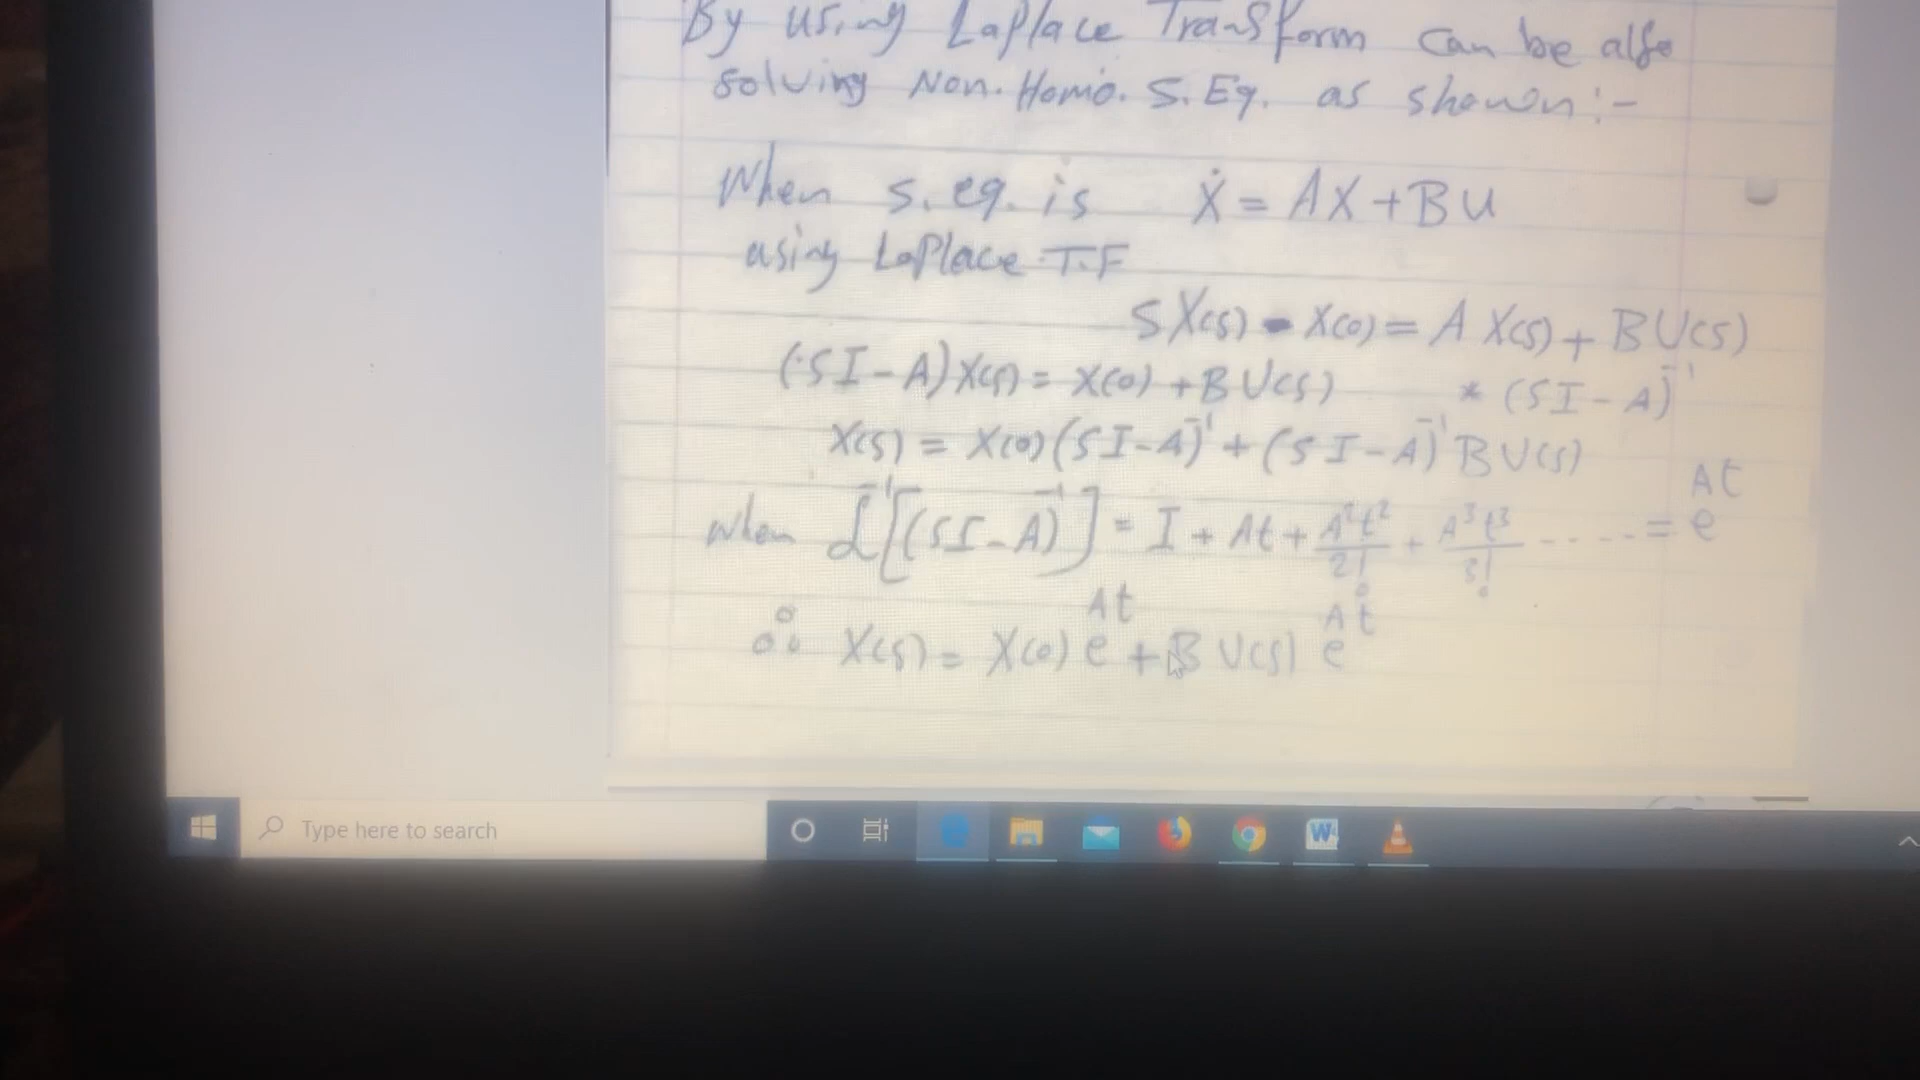 By using Laplace Transform can be also
solving Non. Homo. S. Eq. as shown :-
When s. eq. is Ẋ = AX + BU
using LaPlace T.F
SX(s) - X(0) = A X(s) + B U(s)
(SI - A) X(s) = X(0) + B U(s) * (SI - A)⁻¹
X(s) = X(0) (SI - A)⁻¹ + (SI - A)⁻¹ B U(s)
when ℒ⁻¹[(SI - A)⁻¹] = I + At + A²t²/2! + A³t³/3! - - - - = e^At
∴ X(s) = X(0) e^At + B U(s) e^At
Type here to search
W